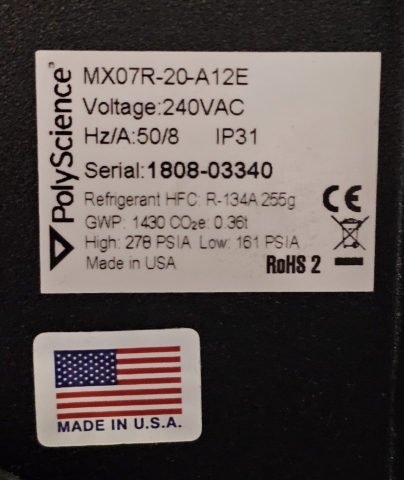 PolyScience®
MX07R-20-A12E
Voltage:240VAC
Hz/A:50/8 IP31
Serial:1808-03340
Refrigerant HFC: R-134A 255g
GWP: 1430 CO₂e: 0.36t
High: 278 PSIA Low: 161 PSIA
Made in USA
CE
RoHS 2
MADE IN U.S.A.